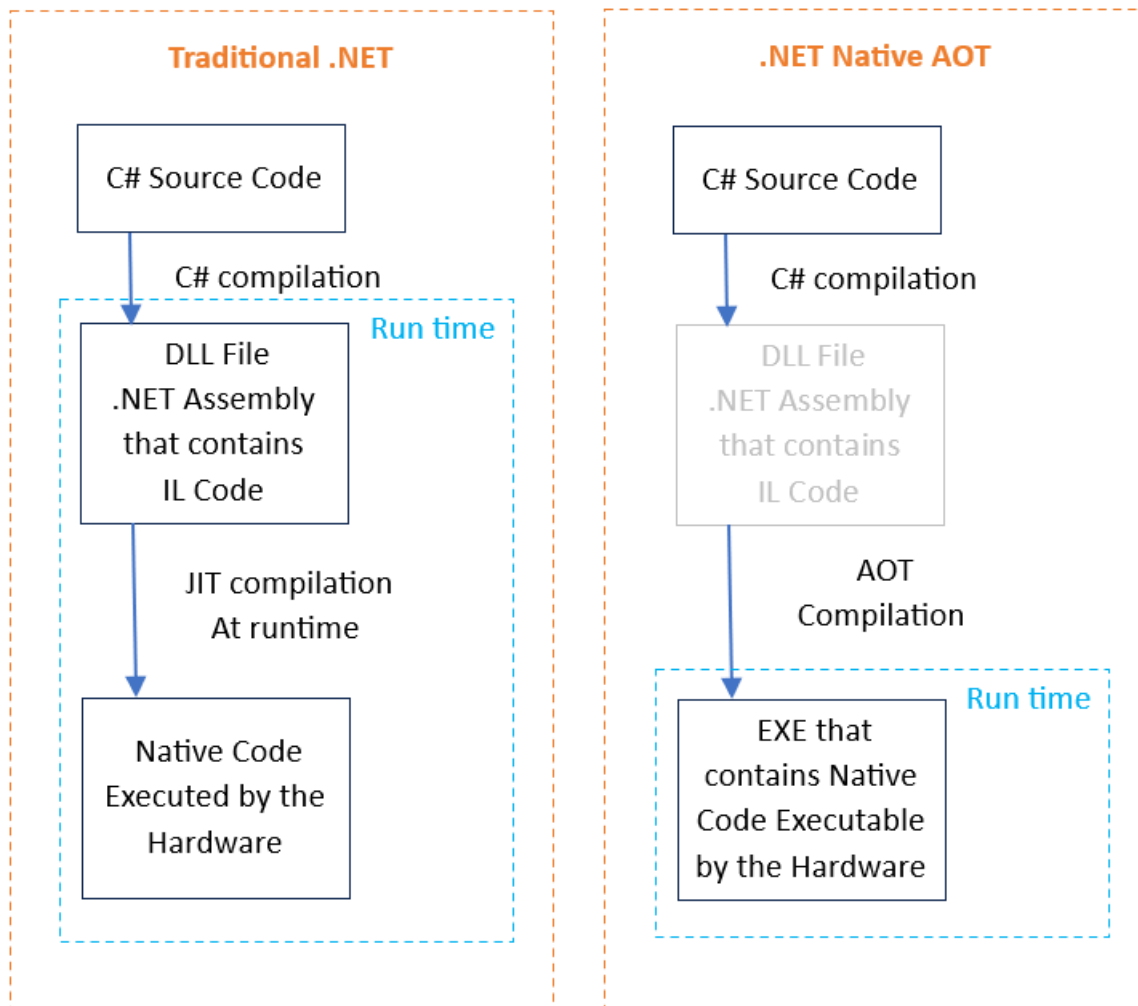 Traditional .NET
C# Source Code
C# compilation
Run time
DLL File
.NET Assembly
that contains
IL Code
JIT compilation
At runtime
Native Code
Executed by the
Hardware
.NET Native AOT
C# Source Code
C# compilation
DLL File
.NET Assembly
that contains
IL Code
AOT
Compilation
Run time
EXE that
contains Native
Code Executable
by the Hardware